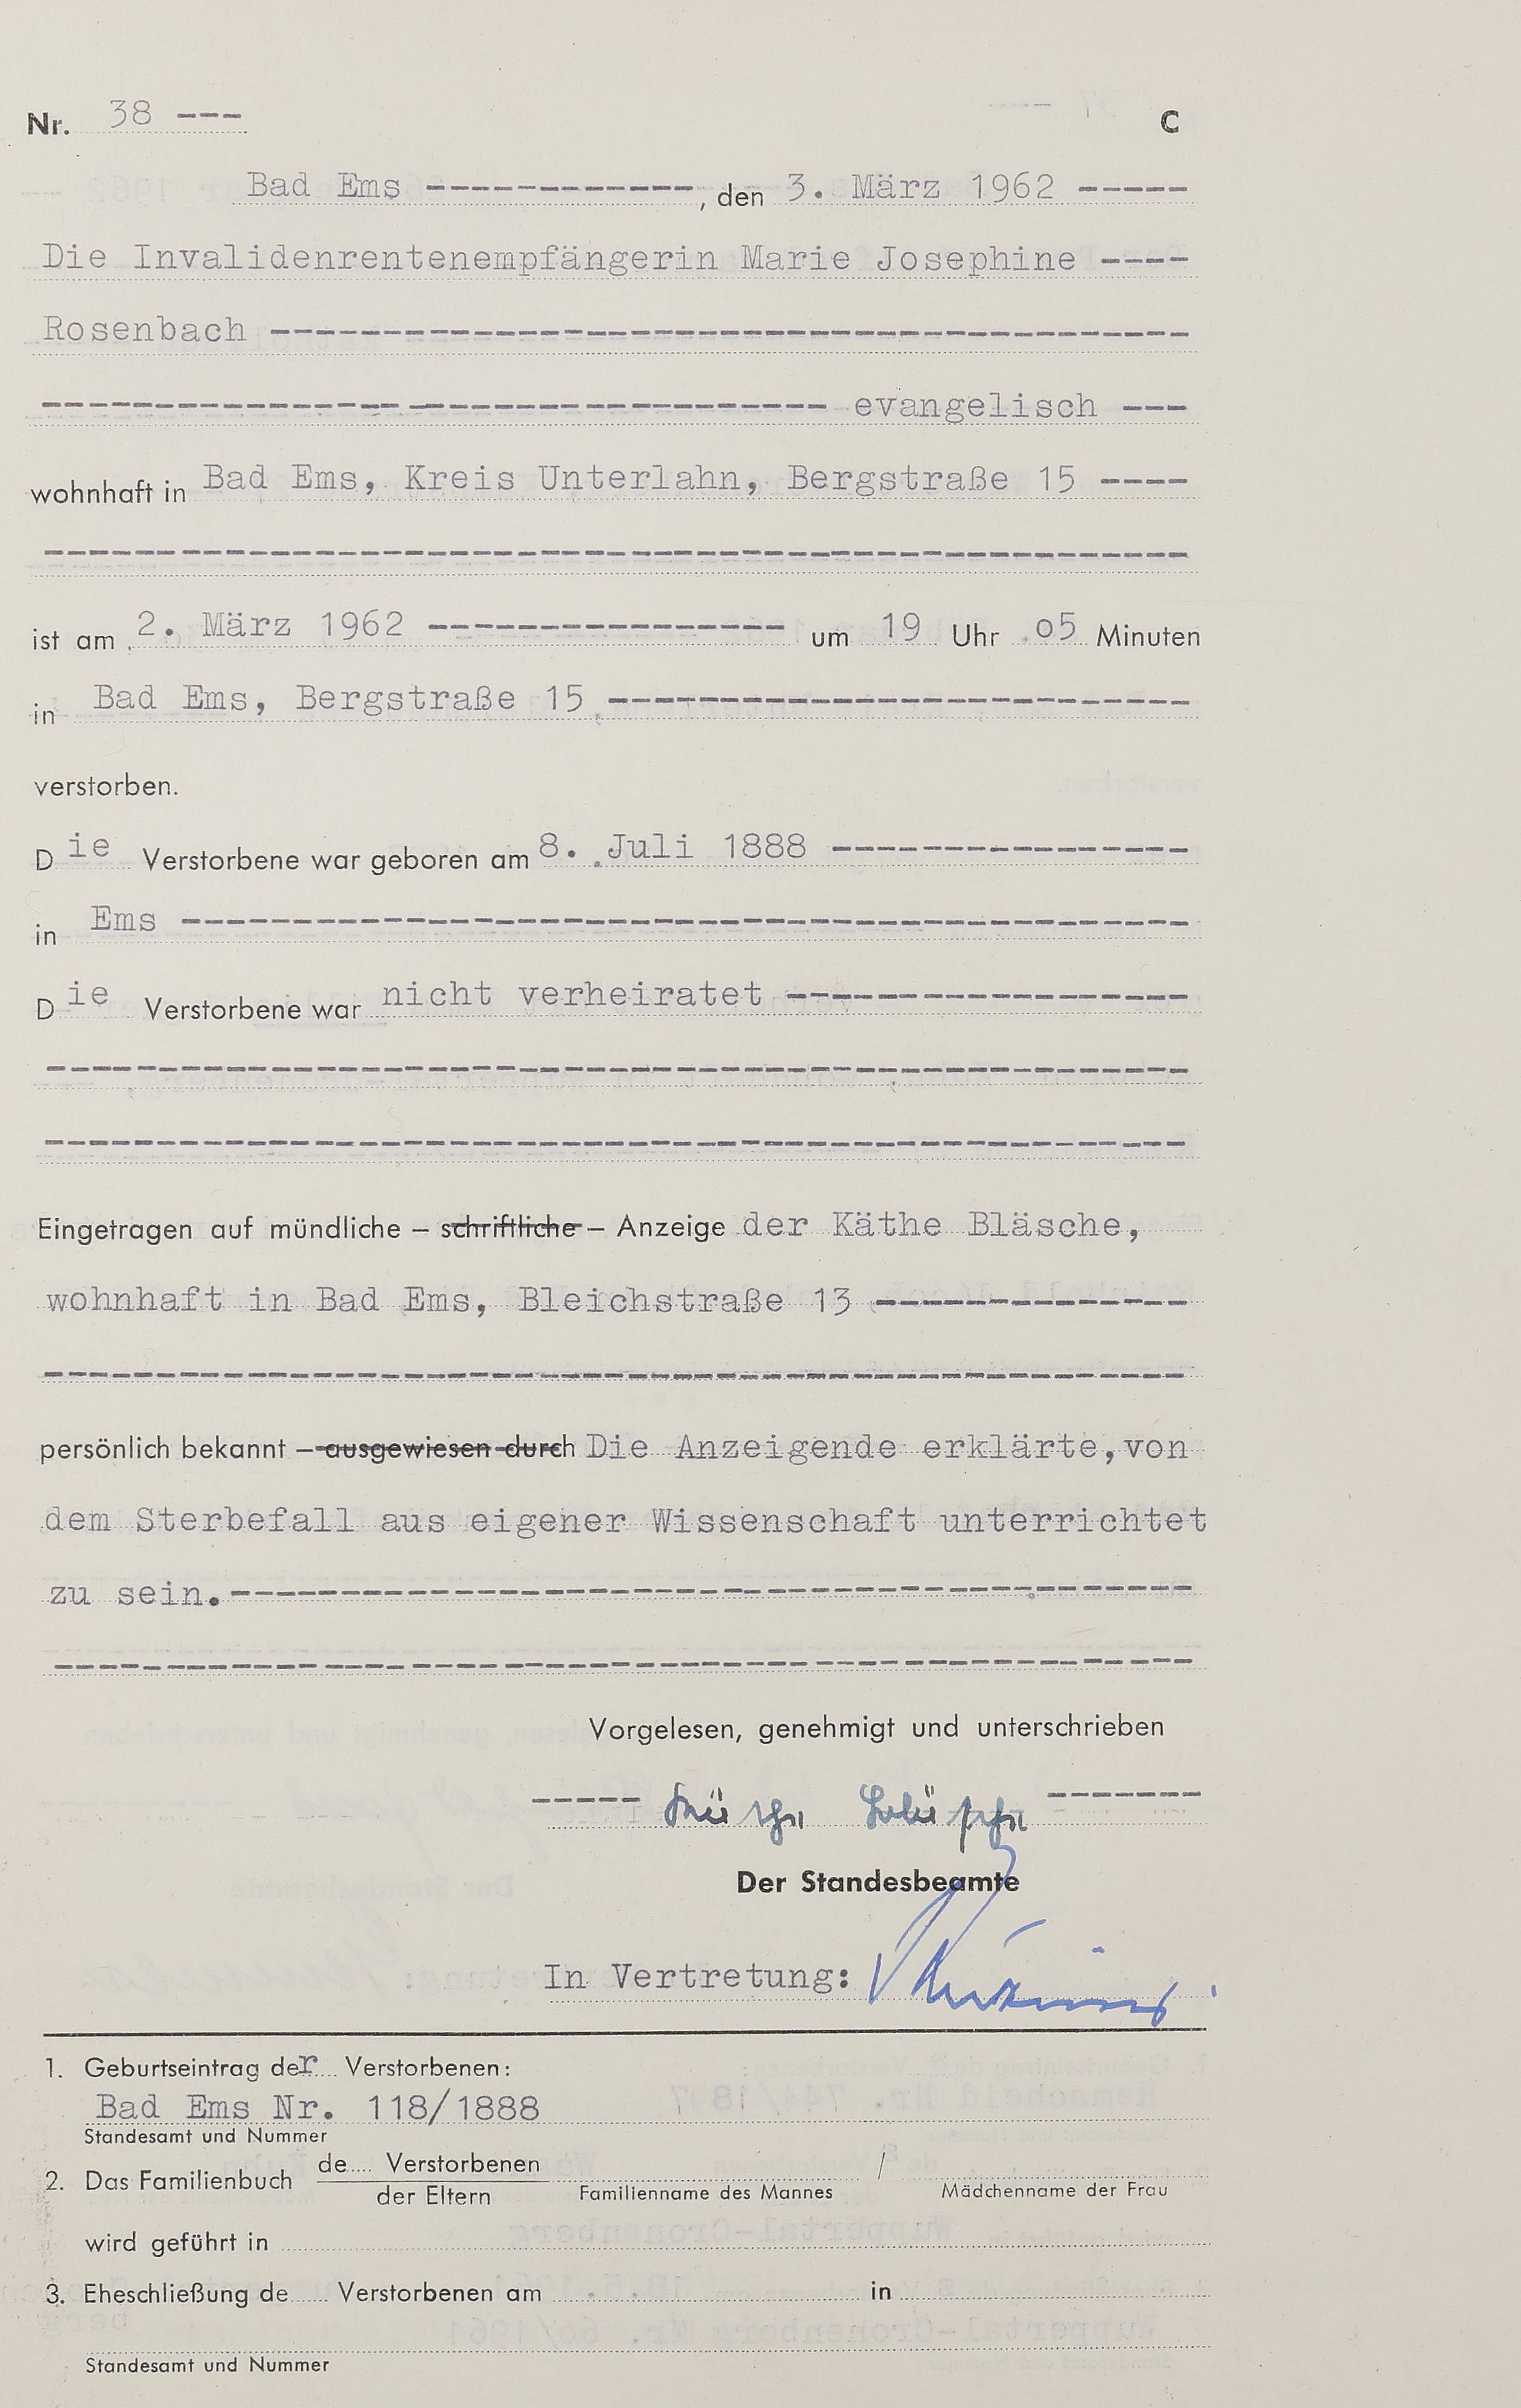 Nr. 38 --- C
Bad Ems ------------, den 3. März 1962 -----
Die Invalidenrentenempfängerin Marie Josephine ----
Rosenbach -----------------------------------------
----------------------------------- evangelisch ---
wohnhaft in Bad Ems, Kreis Unterlahn, Bergstraße 15 ----
---------------------------------------------------
ist am 2. März 1962 ---------------- um 19 Uhr 05 Minuten
in Bad Ems, Bergstraße 15 --------------------------
verstorben.
Die Verstorbene war geboren am 8. Juli 1888 ----------------
in Ems ---------------------------------------------
Die Verstorbene war nicht verheiratet ------------------
---------------------------------------------------
---------------------------------------------------
Eingetragen auf mündliche – schriftliche – Anzeige der Käthe Bläsche,
wohnhaft in Bad Ems, Bleichstraße 13 --------------
---------------------------------------------------
persönlich bekannt – ausgewiesen durch Die Anzeigende erklärte, von
dem Sterbefall aus eigener Wissenschaft unterrichtet
zu sein.-------------------------------------------
---------------------------------------------------
Vorgelesen, genehmigt und unterschrieben
----- Käthe Bläsche -------
Der Standesbeamte
In Vertretung:
1. Geburtseintrag der Verstorbenen:
Bad Ems Nr. 118/1888
Standesamt und Nummer
2. Das Familienbuch de Verstorbenen /
der Eltern Familienname des Mannes Mädchenname der Frau
wird geführt in
3. Eheschließung de Verstorbenen am in
Standesamt und Nummer